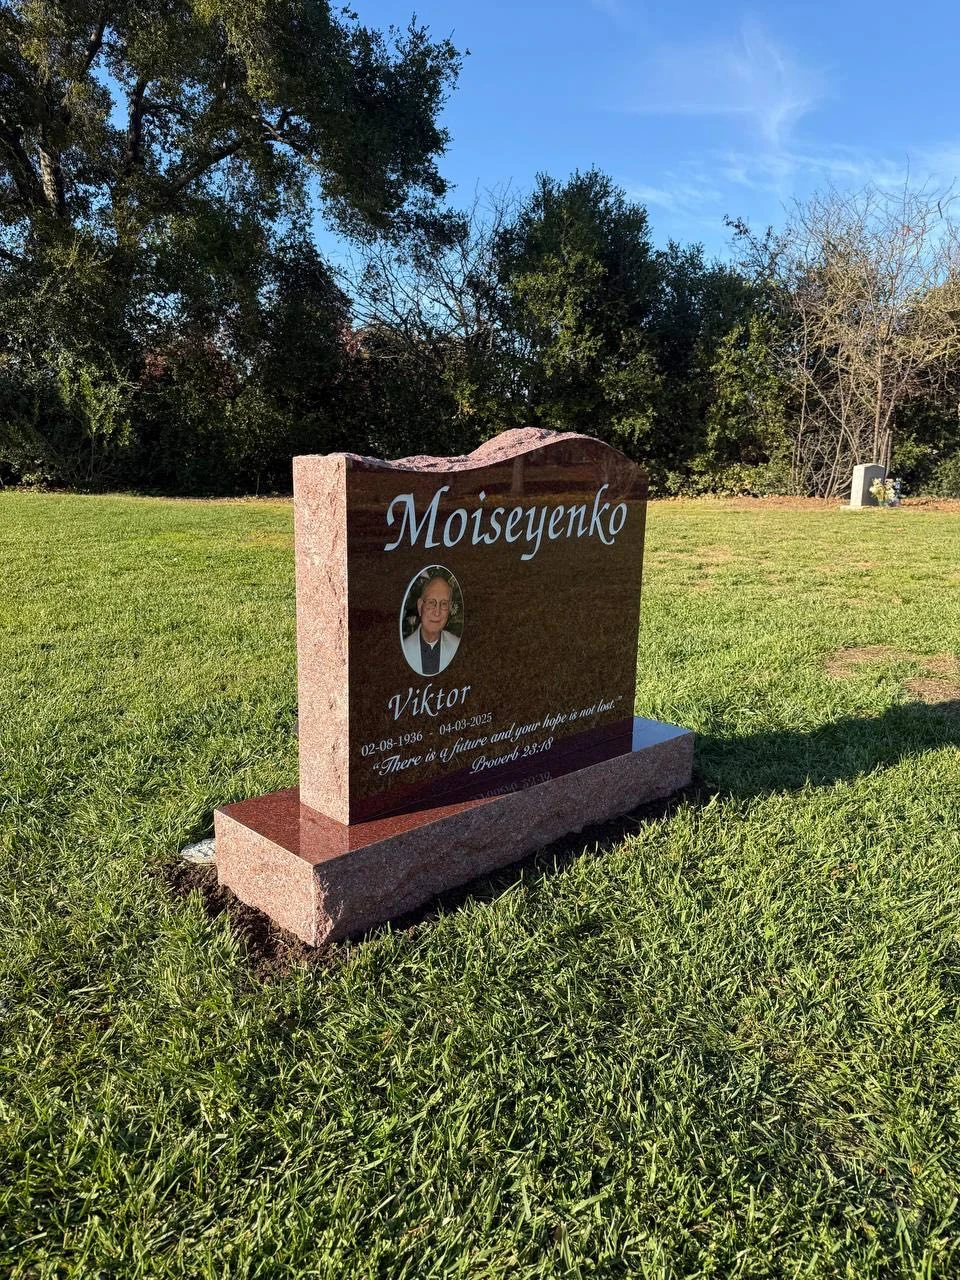 Moiseyenko
Viktor
02-08-1936 - 04-03-2025
“There is a future and your hope is not lost.”
Proverb 23:18